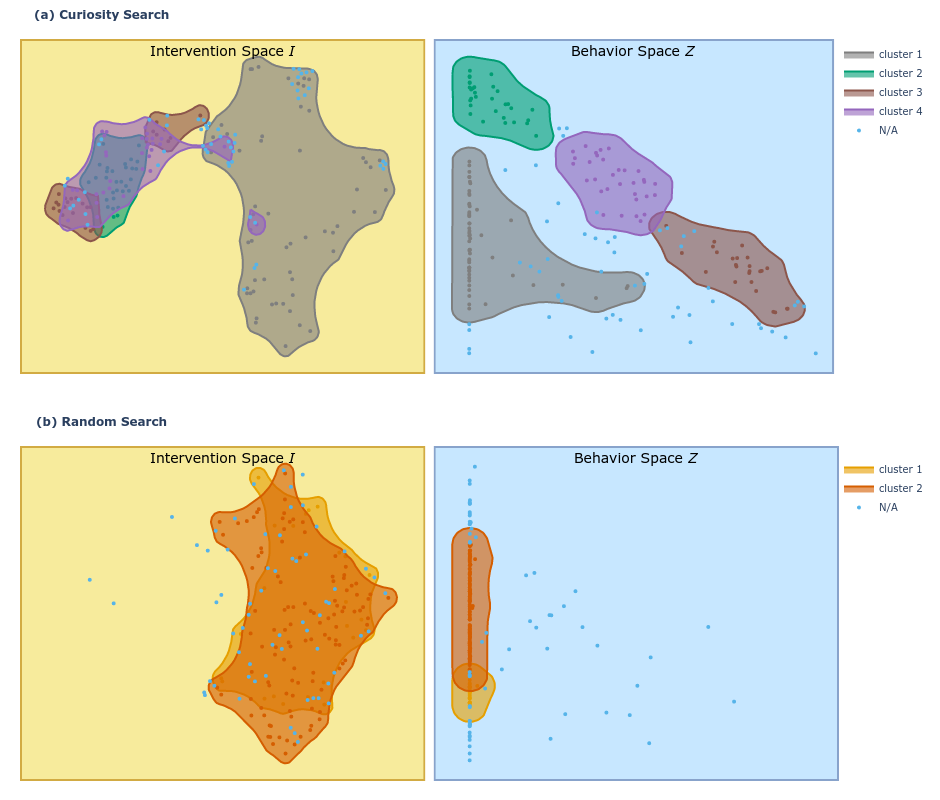 (a) Curiosity Search
Intervention Space I
Behavior Space Z
cluster 1
cluster 2
cluster 3
cluster 4
N/A
(b) Random Search
Intervention Space I
Behavior Space Z
cluster 1
cluster 2
N/A